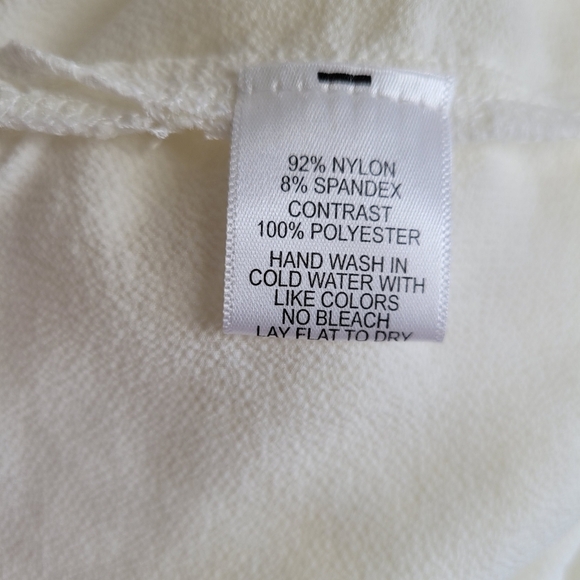 92% NYLON
8% SPANDEX
CONTRAST
100% POLYESTER
HAND WASH IN
COLD WATER WITH
LIKE COLORS
NO BLEACH
LAY FLAT TO DRY